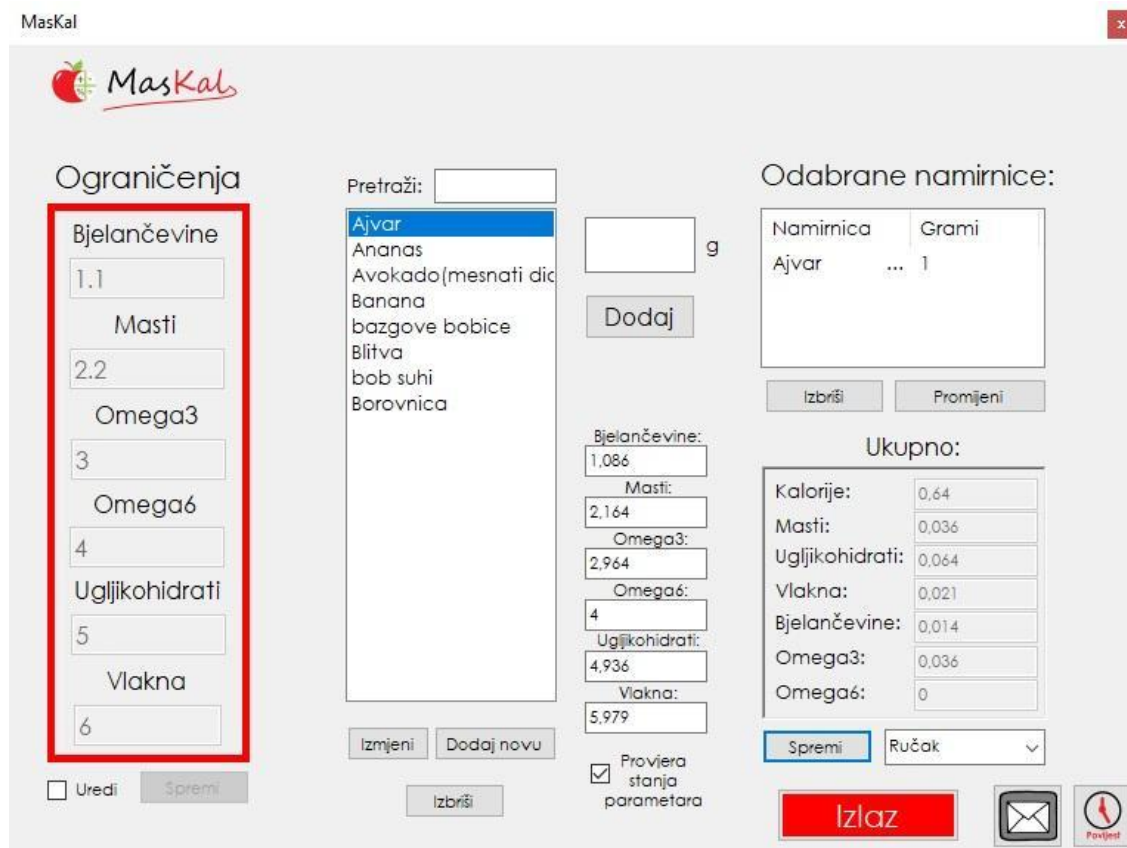 MasKal
x
MasKal
Ograničenja
Bjelančevine
1.1
Masti
2.2
Omega3
3
Omega6
4
Ugljikohidrati
5
Vlakna
6
Uredi
Spremi
Pretraži:
Ajvar
Ananas
Avokado(mesnati dic
Banana
bazgove bobice
Blitva
bob suhi
Borovnica
Izmjeni
Dodaj novu
Izbriši
g
Dodaj
Bjelančevine:
1,086
Masti:
2,164
Omega3:
2,964
Omega6:
4
Ugljikohidrati:
4,936
Vlakna:
5,979
Provjera
stanja
parametara
Odabrane namirnice:
Namirnica Grami
Ajvar ... 1
Izbriši
Promijeni
Ukupno:
Kalorije: 0,64
Masti: 0,036
Ugljikohidrati: 0,064
Vlakna: 0,021
Bjelančevine: 0,014
Omega3: 0,036
Omega6: 0
Spremi
Ručak
Izlaz
Povijest